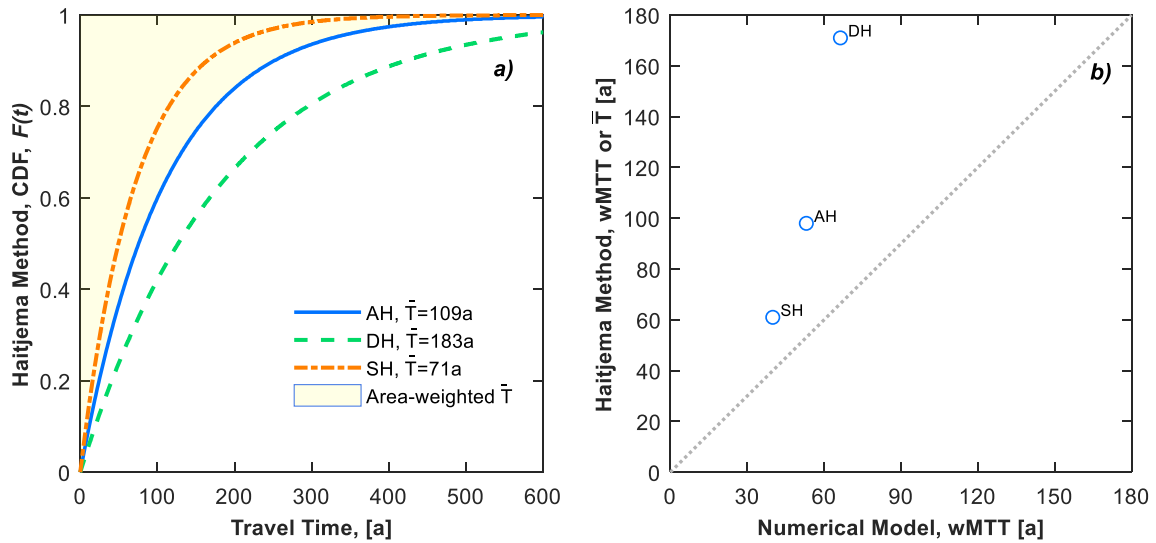 1
0.8
0.6
0.4
0.2
0
Haitjema Method, CDF, F(t)
a)
AH, T̄=109a
DH, T̄=183a
SH, T̄=71a
Area-weighted T̄
0 100 200 300 400 500 600
Travel Time, [a]
180
160
140
120
100
80
60
40
20
0
Haitjema Method, wMTT or T̄ [a]
b)
DH
AH
SH
0 30 60 90 120 150 180
Numerical Model, wMTT [a]